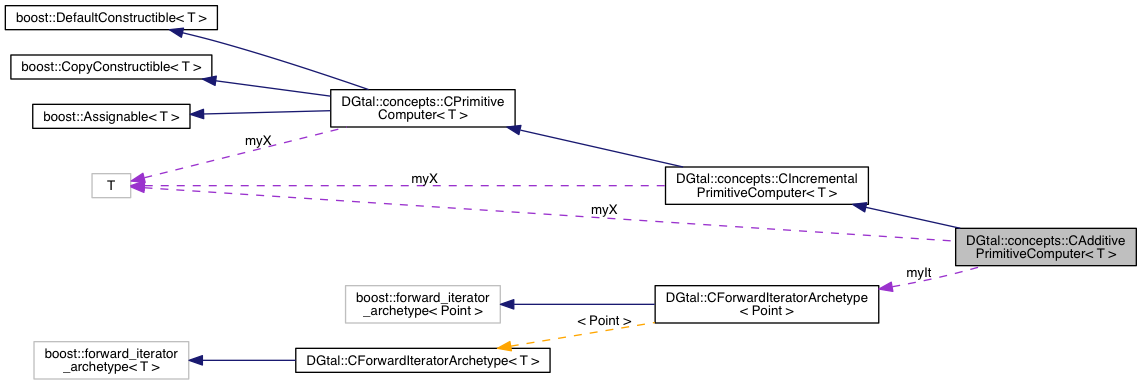 boost::DefaultConstructible< T >
boost::CopyConstructible< T >
boost::Assignable< T >
DGtal::concepts::CPrimitive
Computer< T >
myX
T
myX
DGtal::concepts::CIncremental
PrimitiveComputer< T >
myX
DGtal::concepts::CAdditive
PrimitiveComputer< T >
myIt
boost::forward_iterator
_archetype< Point >
DGtal::CForwardIteratorArchetype
< Point >
< Point >
boost::forward_iterator
_archetype< T >
DGtal::CForwardIteratorArchetype< T >